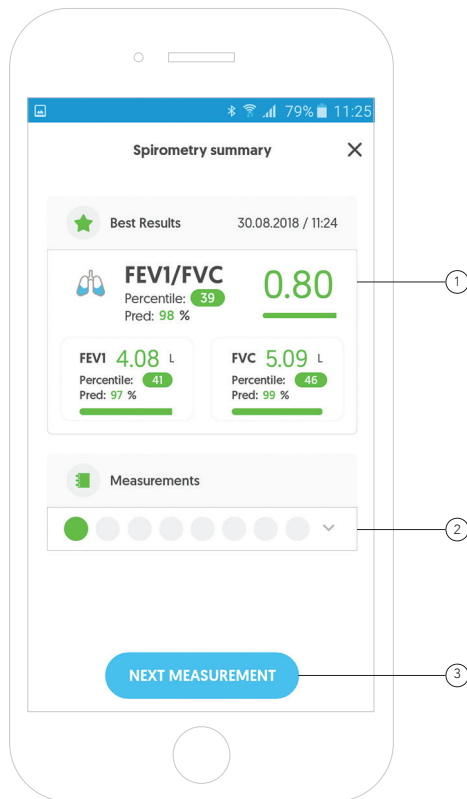 79% 11:25
Spirometry summary
Best Results 30.08.2018 / 11:24
FEV1/FVC 0.80
Percentile: 39
Pred: 98 %
FEV1 4.08 L
Percentile: 41
Pred: 97 %
FVC 5.09 L
Percentile: 46
Pred: 99 %
1
Measurements
2
NEXT MEASUREMENT
3